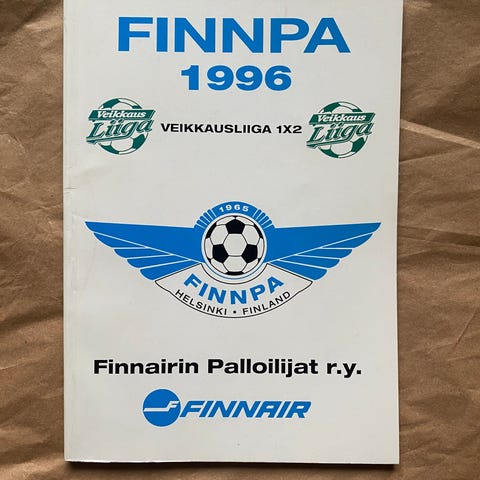 FINNPA
1996
Veikkaus
Liiga
VEIKKAUSLIIGA 1X2
Veikkaus
Liiga
1965
FINNPA
HELSINKI • FINLAND
Finnairin Palloilijat r.y.
F FINNAIR